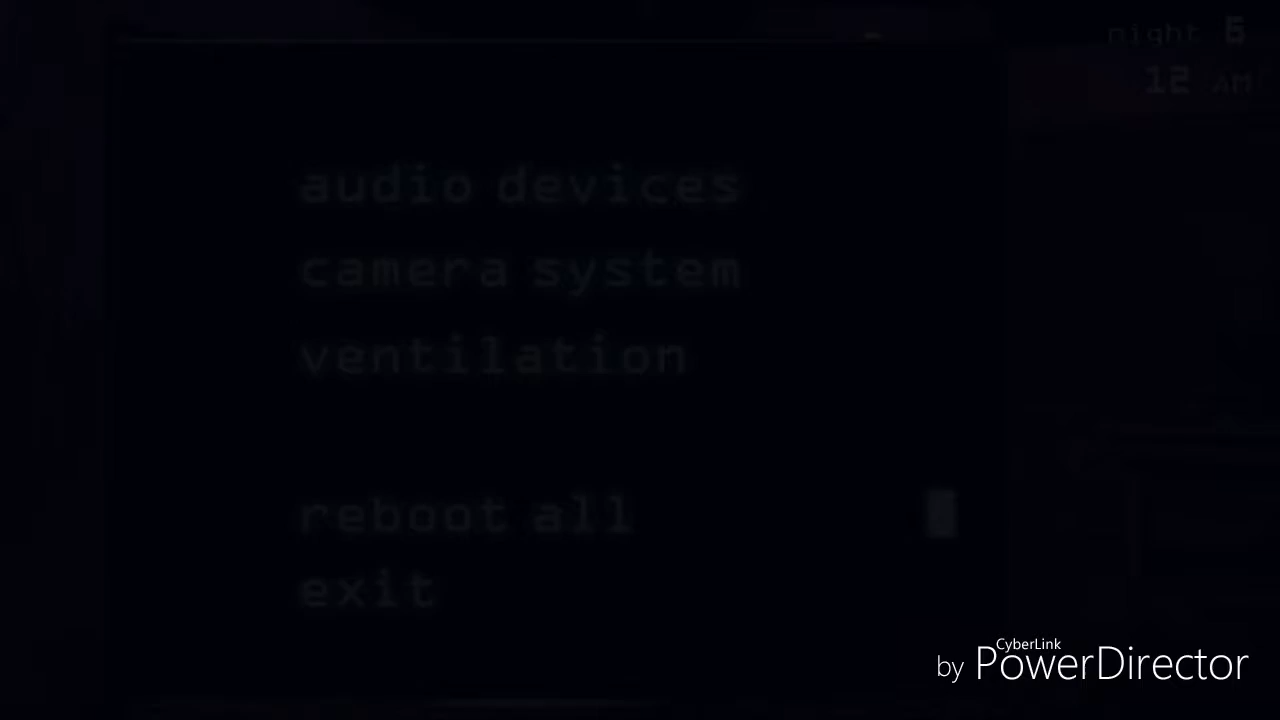 night 6
12 AM
audio devices
camera system
ventilation
reboot all
exit
by CyberLink PowerDirector